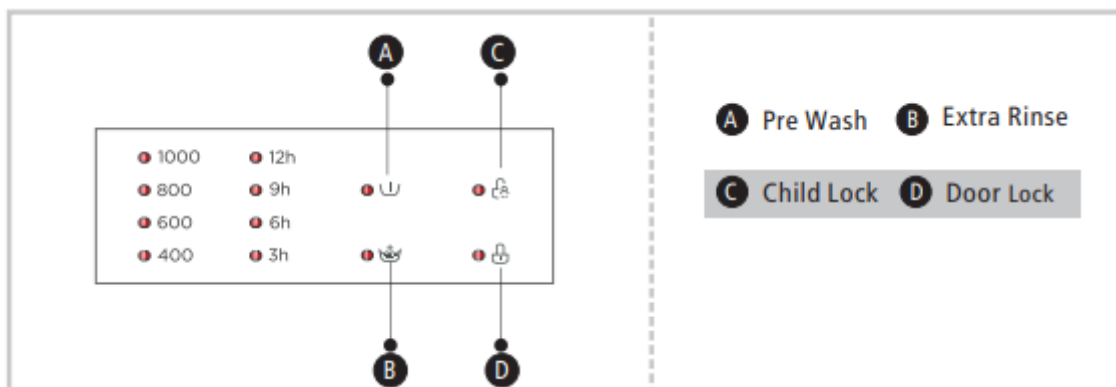 A C
1000 12h
800 9h
600 6h
400 3h
B D
A Pre Wash B Extra Rinse
C Child Lock D Door Lock